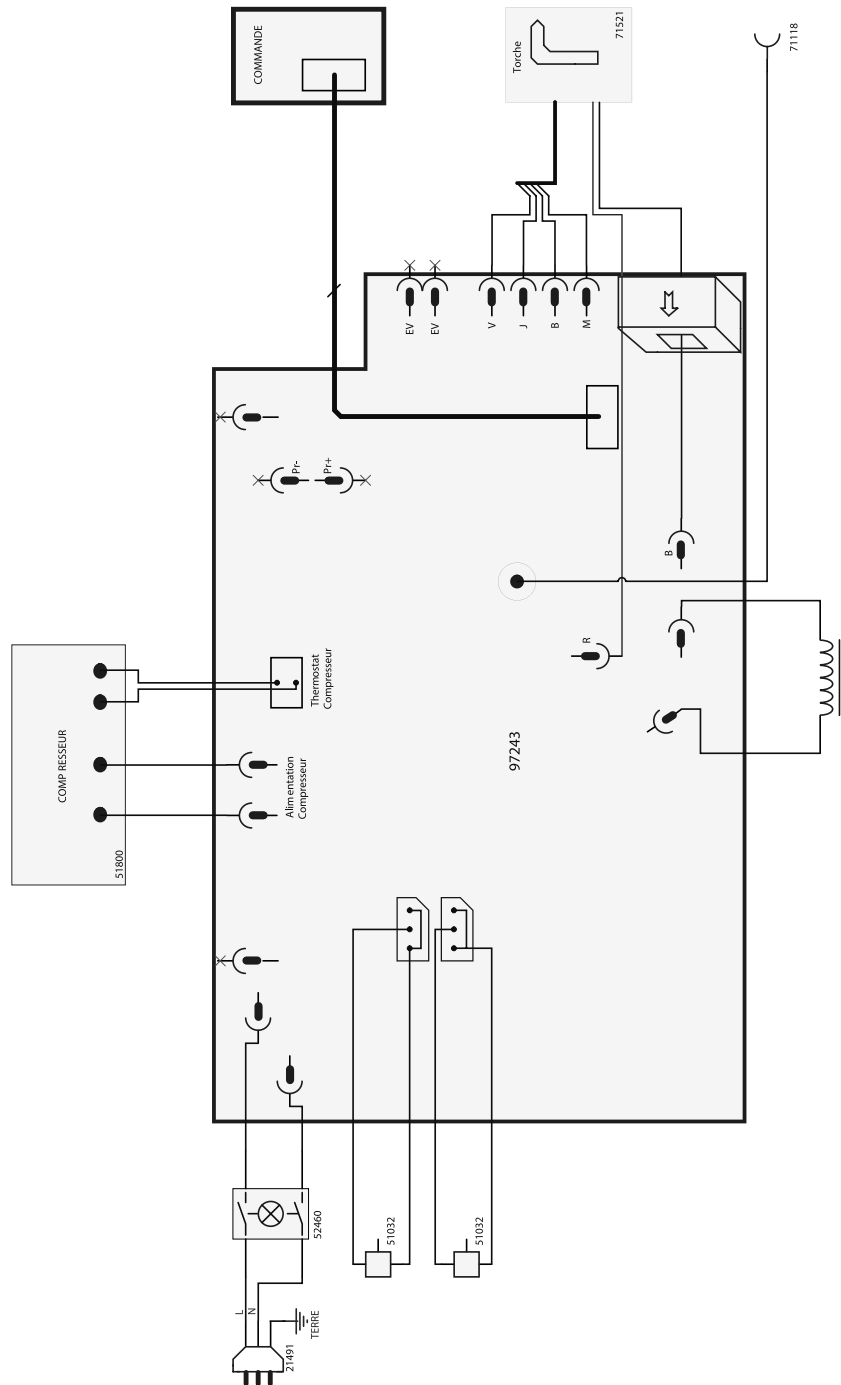 COMMANDE
Torche
71521
71118
EV
EV
V
J
B
M
Pr-
Pr+
B
R
Thermostat
Compresseur
COMP RESSEUR
51800
Alim entation
Compresseur
97243
52460
51032
51032
L
N
TERRE
21491